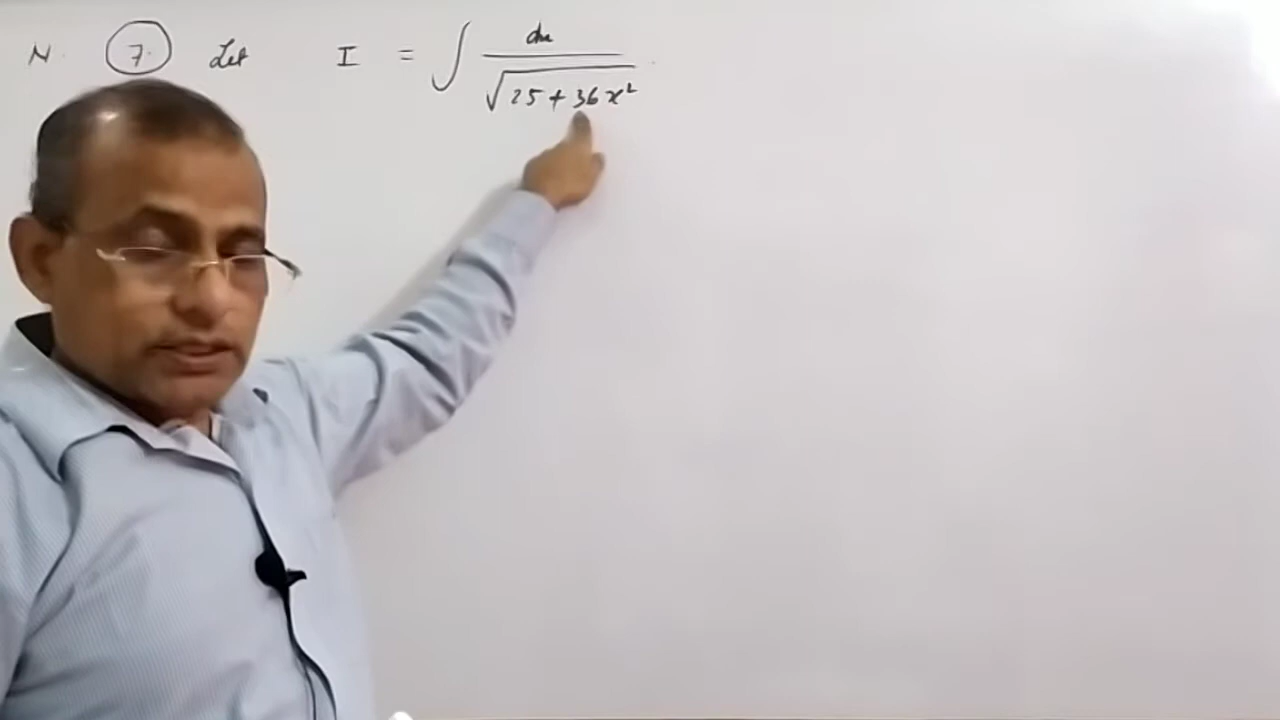 N. 7. Let I = ∫ dx / √(25 + 36x²)